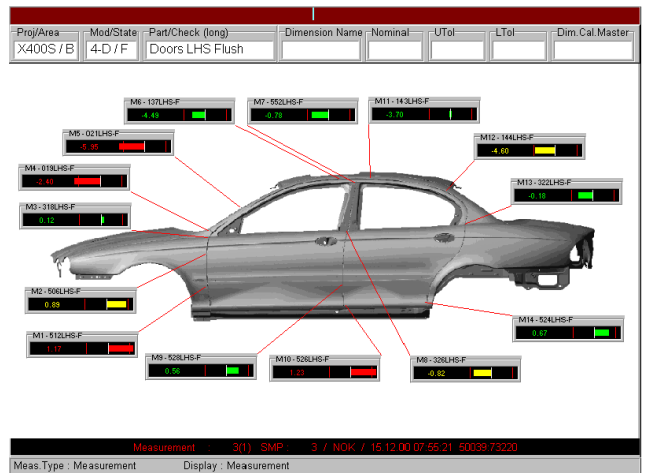 Proj/Area Mod/State Part/Check (long) Dimension Name Nominal UTol LTol Dim.Cal.Master
X400S / B 4-D / F Doors LHS Flush
M6 - 137LHS-F M7 - 552LHS-F M11 - 143LHS-F
-4.49 -0.78 -3.70
M5 - 021LHS-F
-5.95
M12 - 144LHS-F
-4.60
M4 - 019LHS-F
-2.40
M13 - 322LHS-F
-0.16
M3 - 318LHS-F
0.12
M2 - 506LHS-F
0.89
M14 - 524LHS-F
0.67
M1 - 512LHS-F
1.17
M9 - 528LHS-F M10 - 526LHS-F M8 - 326LHS-F
0.56 1.23 -0.82
Measurement : 3(1) SMP : 3 / NOK / 15.12.00 07:55:21 50039:73220
Meas.Type : Measurement Display : Measurement